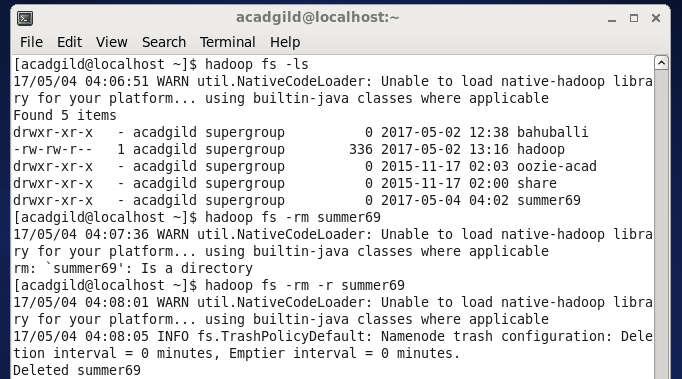 acadgild@localhost:~
File Edit View Search Terminal Help
[acadgild@localhost ~]$ hadoop fs -ls
17/05/04 04:06:51 WARN util.NativeCodeLoader: Unable to load native-hadoop libra
ry for your platform... using builtin-java classes where applicable
Found 5 items
drwxr-xr-x   - acadgild supergroup          0 2017-05-02 12:38 bahuballi
-rw-rw-r--   1 acadgild supergroup        336 2017-05-02 13:16 hadoop
drwxr-xr-x   - acadgild supergroup          0 2015-11-17 02:03 oozie-acad
drwxr-xr-x   - acadgild supergroup          0 2015-11-17 02:00 share
drwxr-xr-x   - acadgild supergroup          0 2017-05-04 04:02 summer69
[acadgild@localhost ~]$ hadoop fs -rm summer69
17/05/04 04:07:36 WARN util.NativeCodeLoader: Unable to load native-hadoop libra
ry for your platform... using builtin-java classes where applicable
rm: `summer69': Is a directory
[acadgild@localhost ~]$ hadoop fs -rm -r summer69
17/05/04 04:08:01 WARN util.NativeCodeLoader: Unable to load native-hadoop libra
ry for your platform... using builtin-java classes where applicable
17/05/04 04:08:05 INFO fs.TrashPolicyDefault: Namenode trash configuration: Dele
tion interval = 0 minutes, Emptier interval = 0 minutes.
Deleted summer69